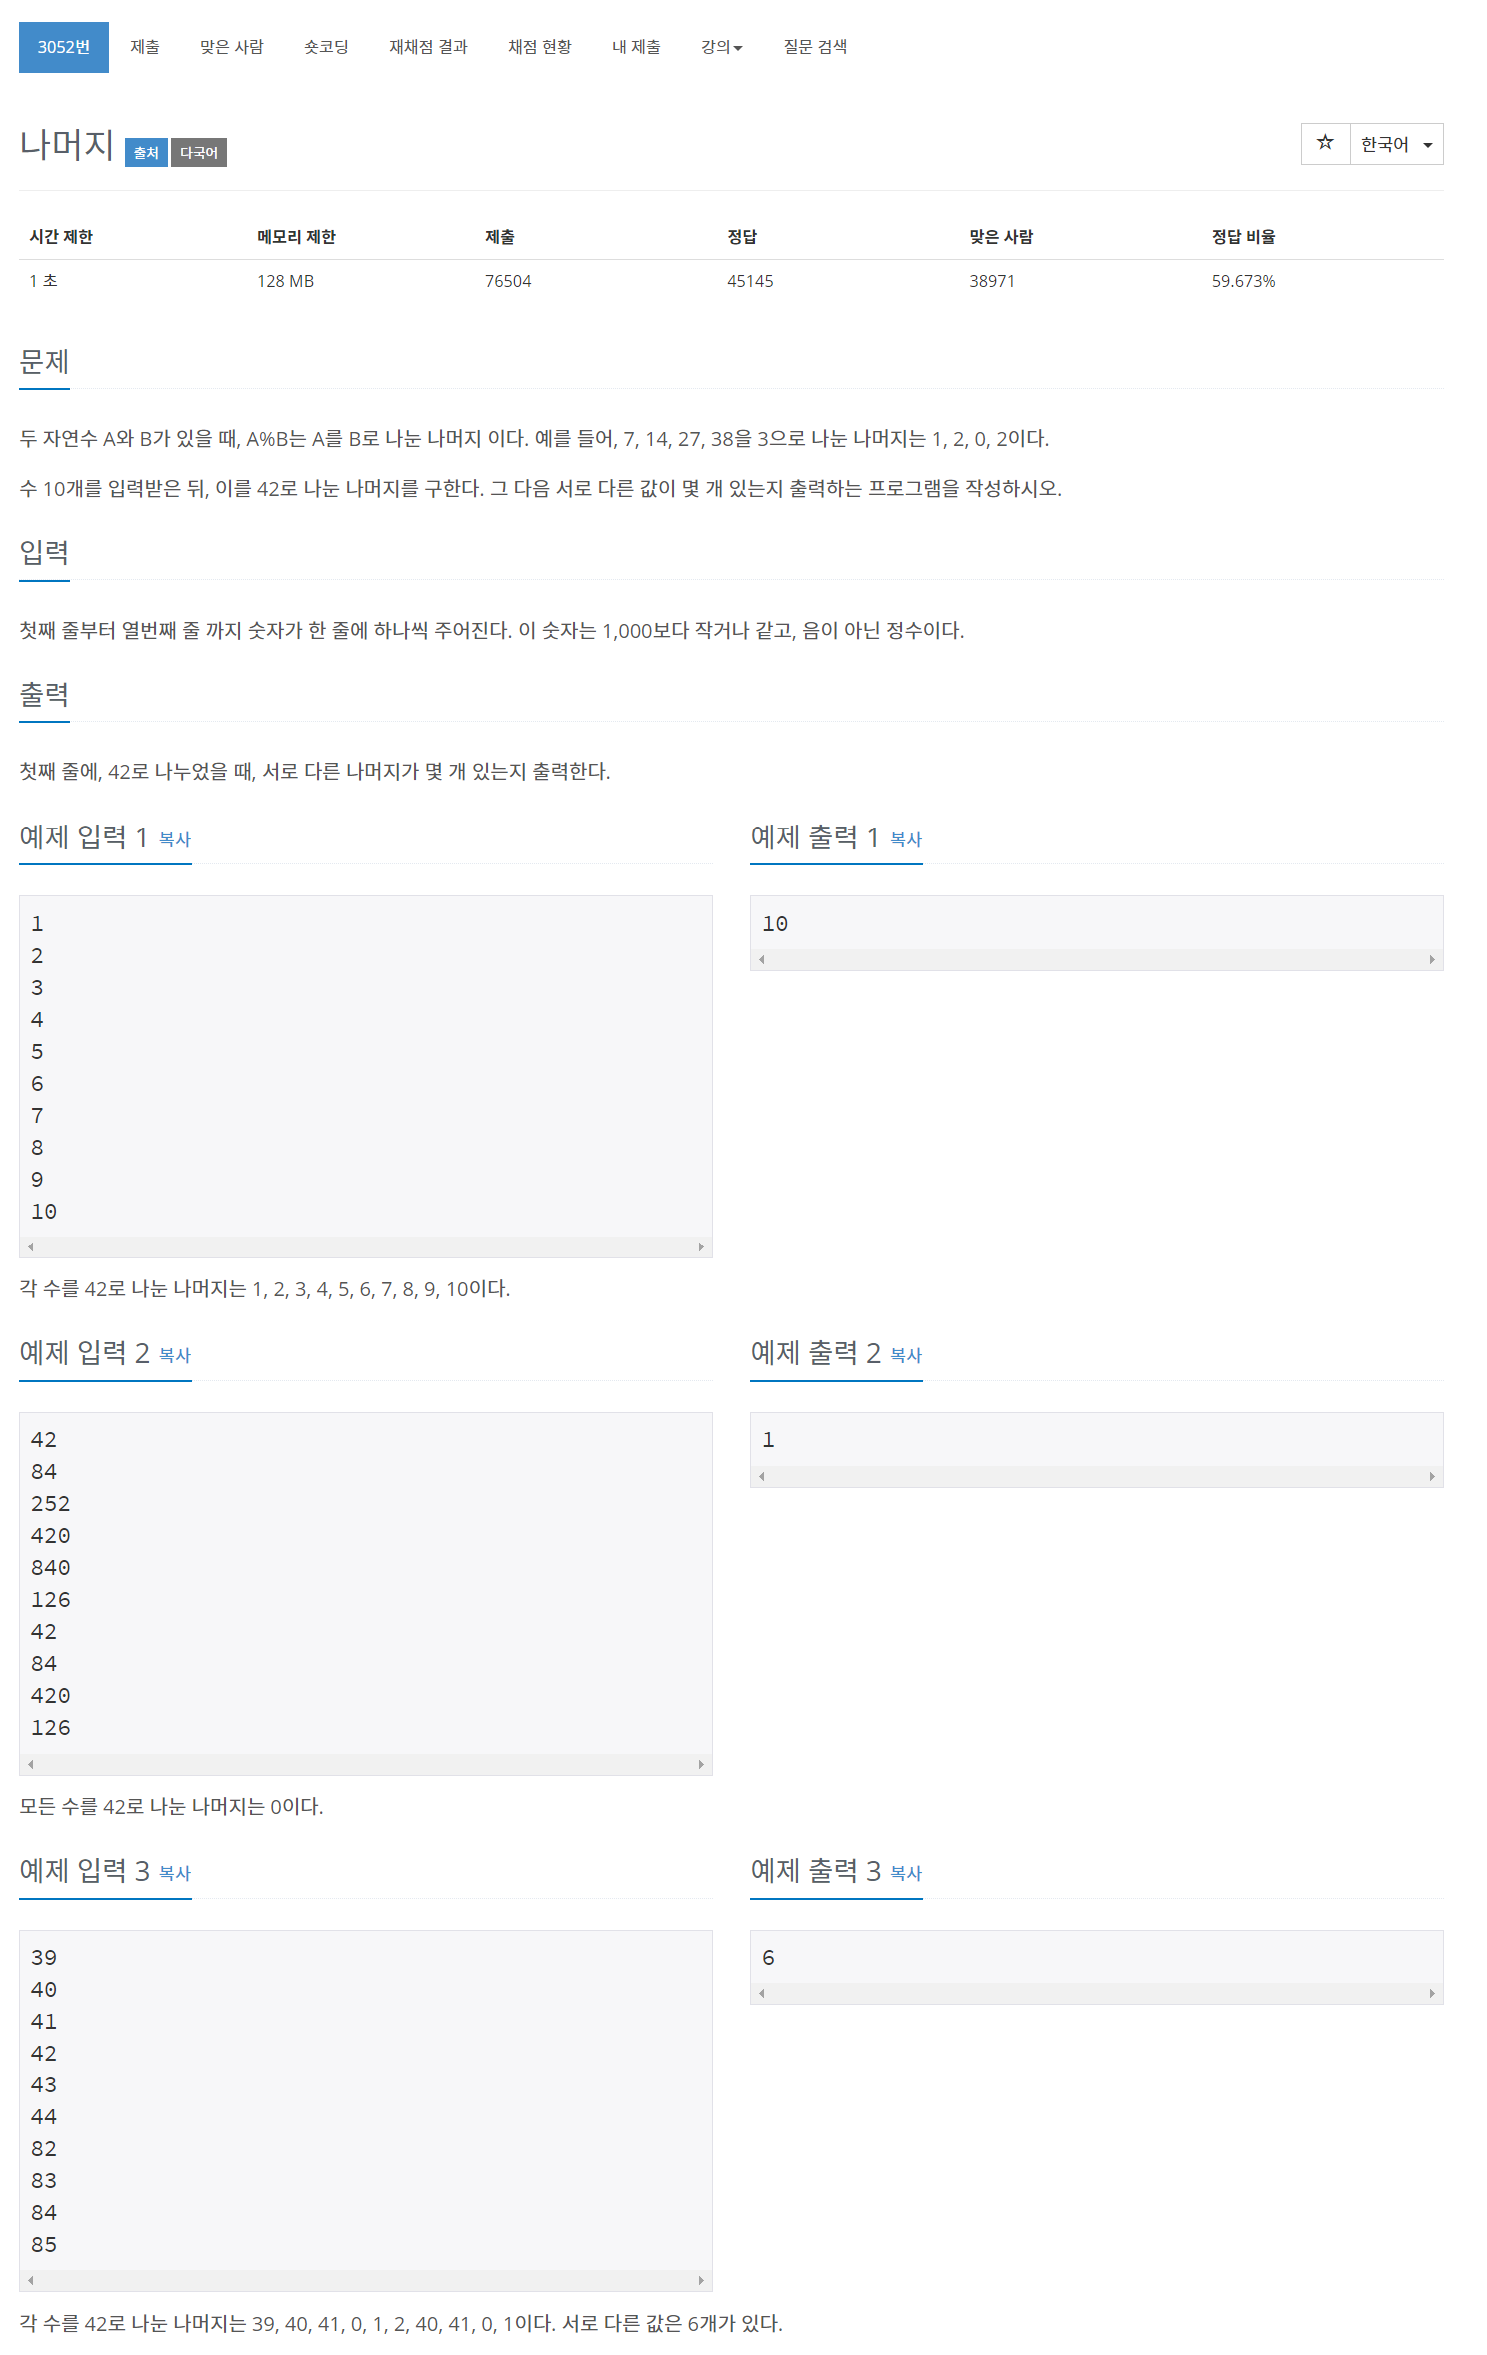 3052번 제출 맞은 사람 숏코딩 재채점 결과 채점 현황 내 제출 강의 질문 검색
나머지 출처 다국어
☆ 한국어
시간 제한 메모리 제한 제출 정답 맞은 사람 정답 비율
1 초 128 MB 76504 45145 38971 59.673%
문제
두 자연수 A와 B가 있을 때, A%B는 A를 B로 나눈 나머지 이다. 예를 들어, 7, 14, 27, 38을 3으로 나눈 나머지는 1, 2, 0, 2이다.
수 10개를 입력받은 뒤, 이를 42로 나눈 나머지를 구한다. 그 다음 서로 다른 값이 몇 개 있는지 출력하는 프로그램을 작성하시오.
입력
첫째 줄부터 열번째 줄 까지 숫자가 한 줄에 하나씩 주어진다. 이 숫자는 1,000보다 작거나 같고, 음이 아닌 정수이다.
출력
첫째 줄에, 42로 나누었을 때, 서로 다른 나머지가 몇 개 있는지 출력한다.
예제 입력 1 복사
1
2
3
4
5
6
7
8
9
10
예제 출력 1 복사
10
각 수를 42로 나눈 나머지는 1, 2, 3, 4, 5, 6, 7, 8, 9, 10이다.
예제 입력 2 복사
42
84
252
420
840
126
42
84
420
126
예제 출력 2 복사
1
모든 수를 42로 나눈 나머지는 0이다.
예제 입력 3 복사
39
40
41
42
43
44
82
83
84
85
예제 출력 3 복사
6
각 수를 42로 나눈 나머지는 39, 40, 41, 0, 1, 2, 40, 41, 0, 1이다. 서로 다른 값은 6개가 있다.